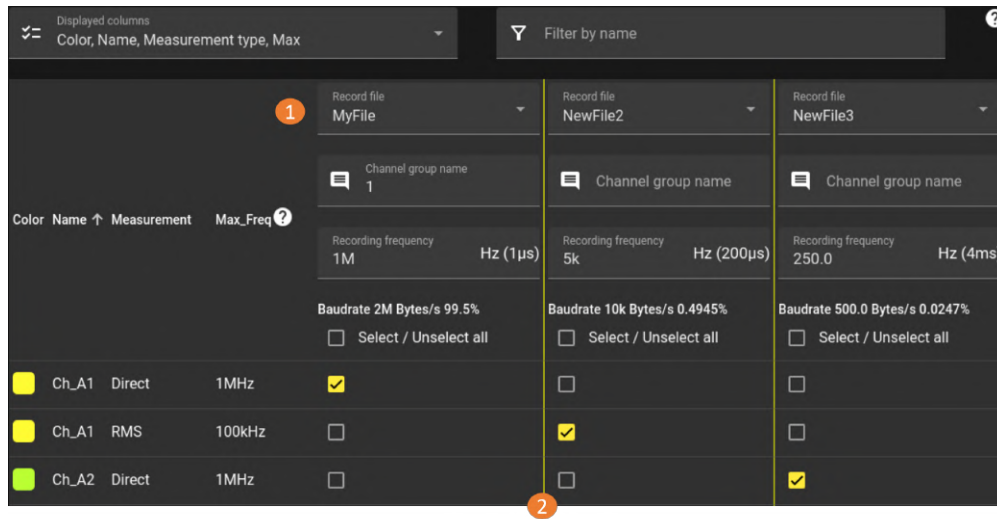 Displayed columns
Color, Name, Measurement type, Max
Filter by name
?
1
Record file
MyFile
Record file
NewFile2
Record file
NewFile3
Channel group name
1
Channel group name
Channel group name
Color Name ↑ Measurement Max_Freq ?
Recording frequency
1M Hz (1µs)
Recording frequency
5k Hz (200µs)
Recording frequency
250.0 Hz (4ms
Baudrate 2M Bytes/s 99.5% Baudrate 10k Bytes/s 0.4945% Baudrate 500.0 Bytes/s 0.0247%
Select / Unselect all Select / Unselect all Select / Unselect all
Ch_A1 Direct 1MHz
Ch_A1 RMS 100kHz
Ch_A2 Direct 1MHz
2